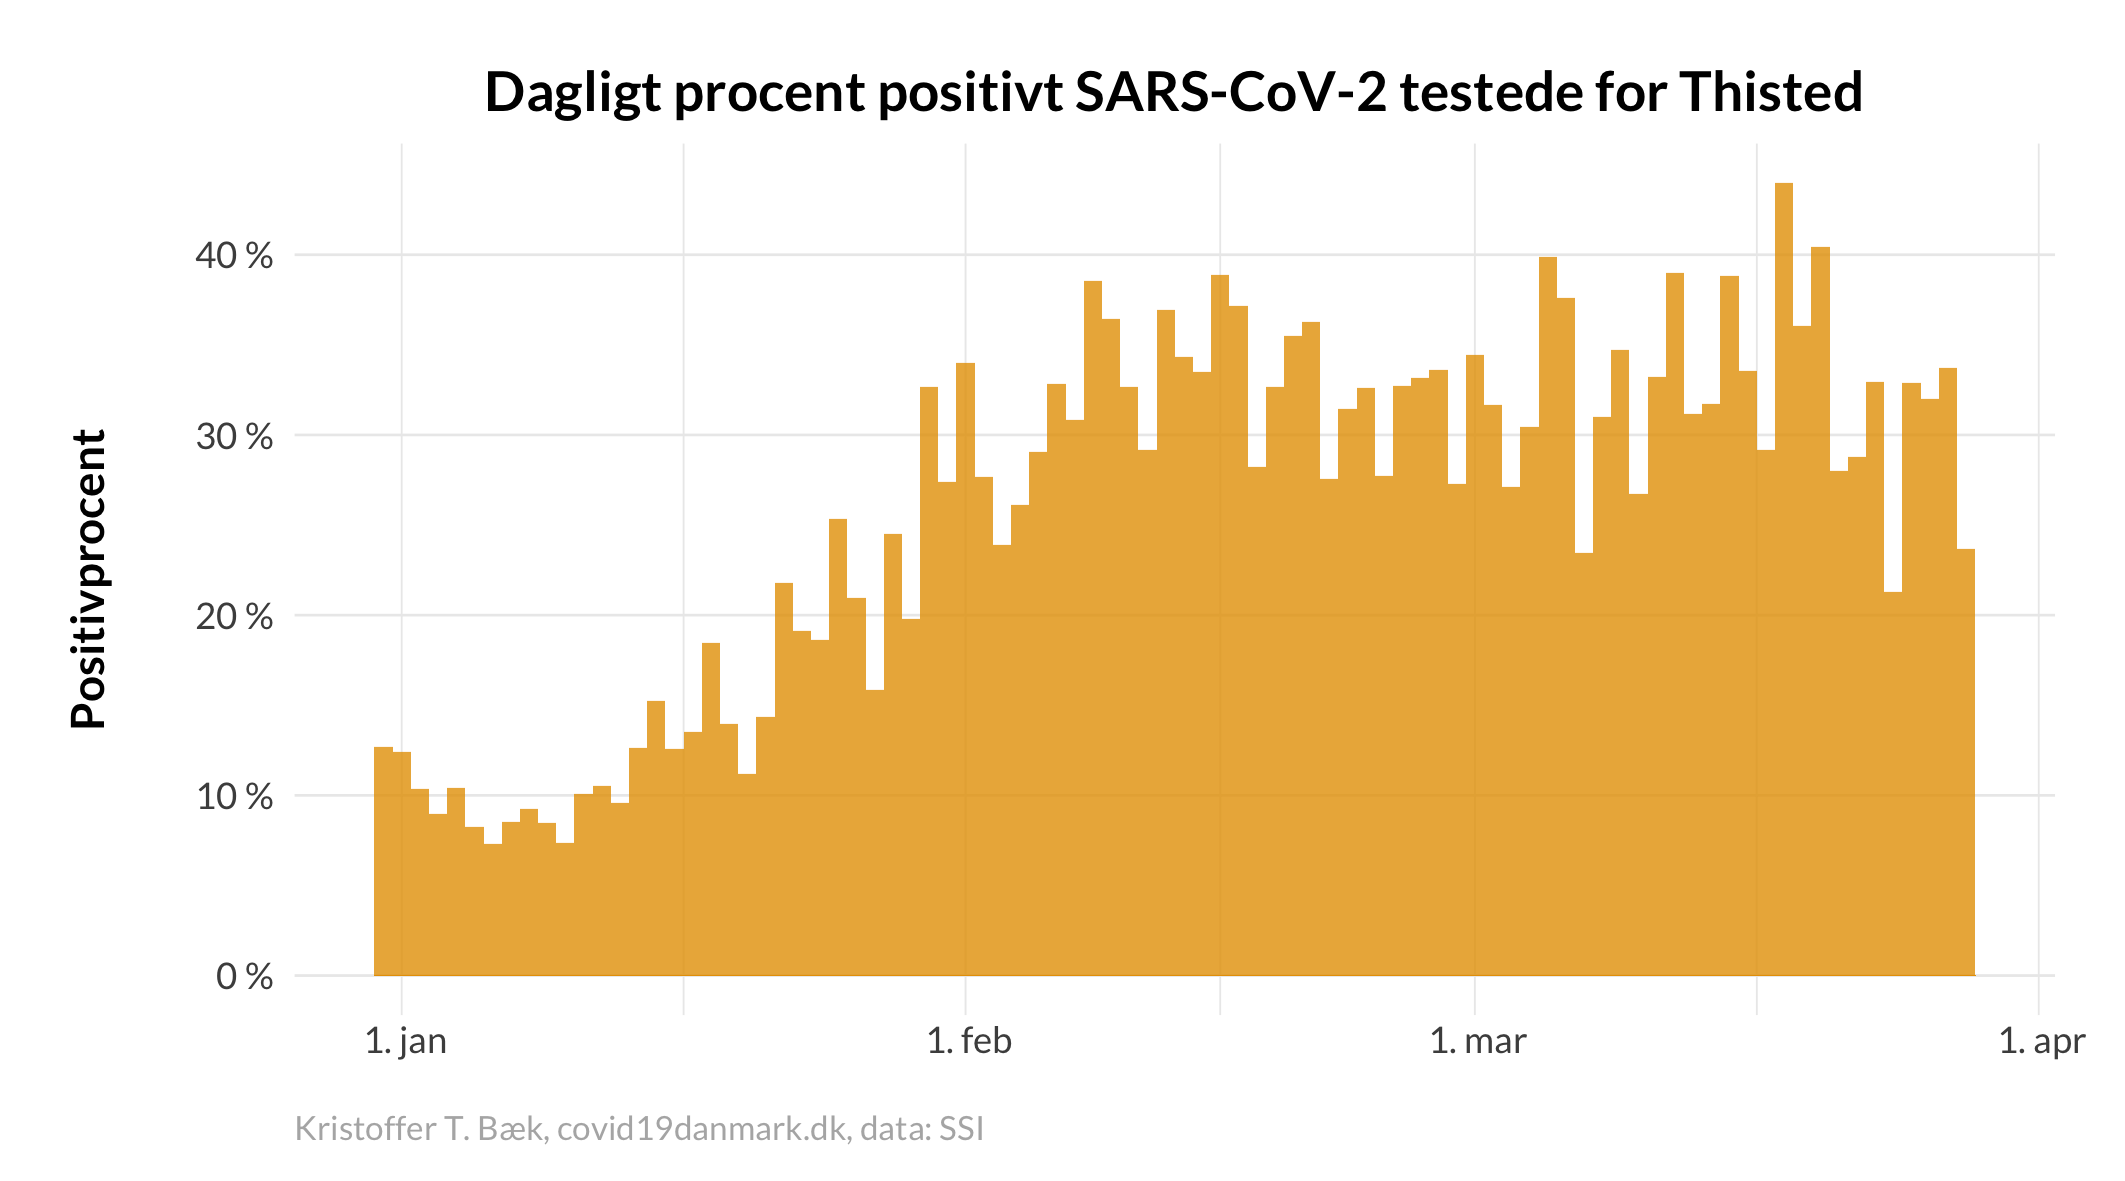 Dagligt procent positivt SARS-CoV-2 testede for Thisted
Positivprocent
40 %
30 %
20 %
10 %
0 %
1. jan
1. feb
1. mar
1. apr
Kristoffer T. Bæk, covid19danmark.dk, data: SSI